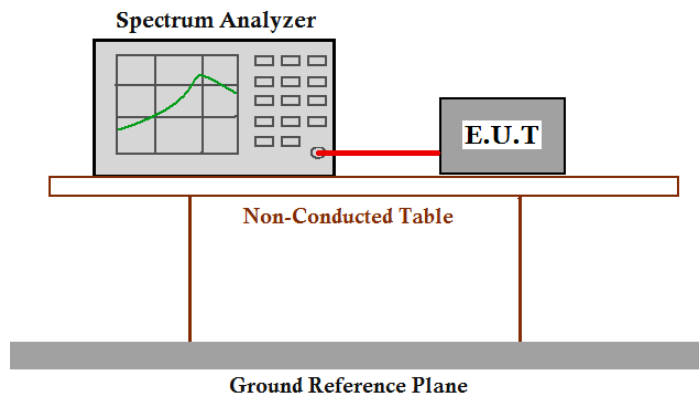 Spectrum Analyzer
E.U.T
Non-Conducted Table
Ground Reference Plane